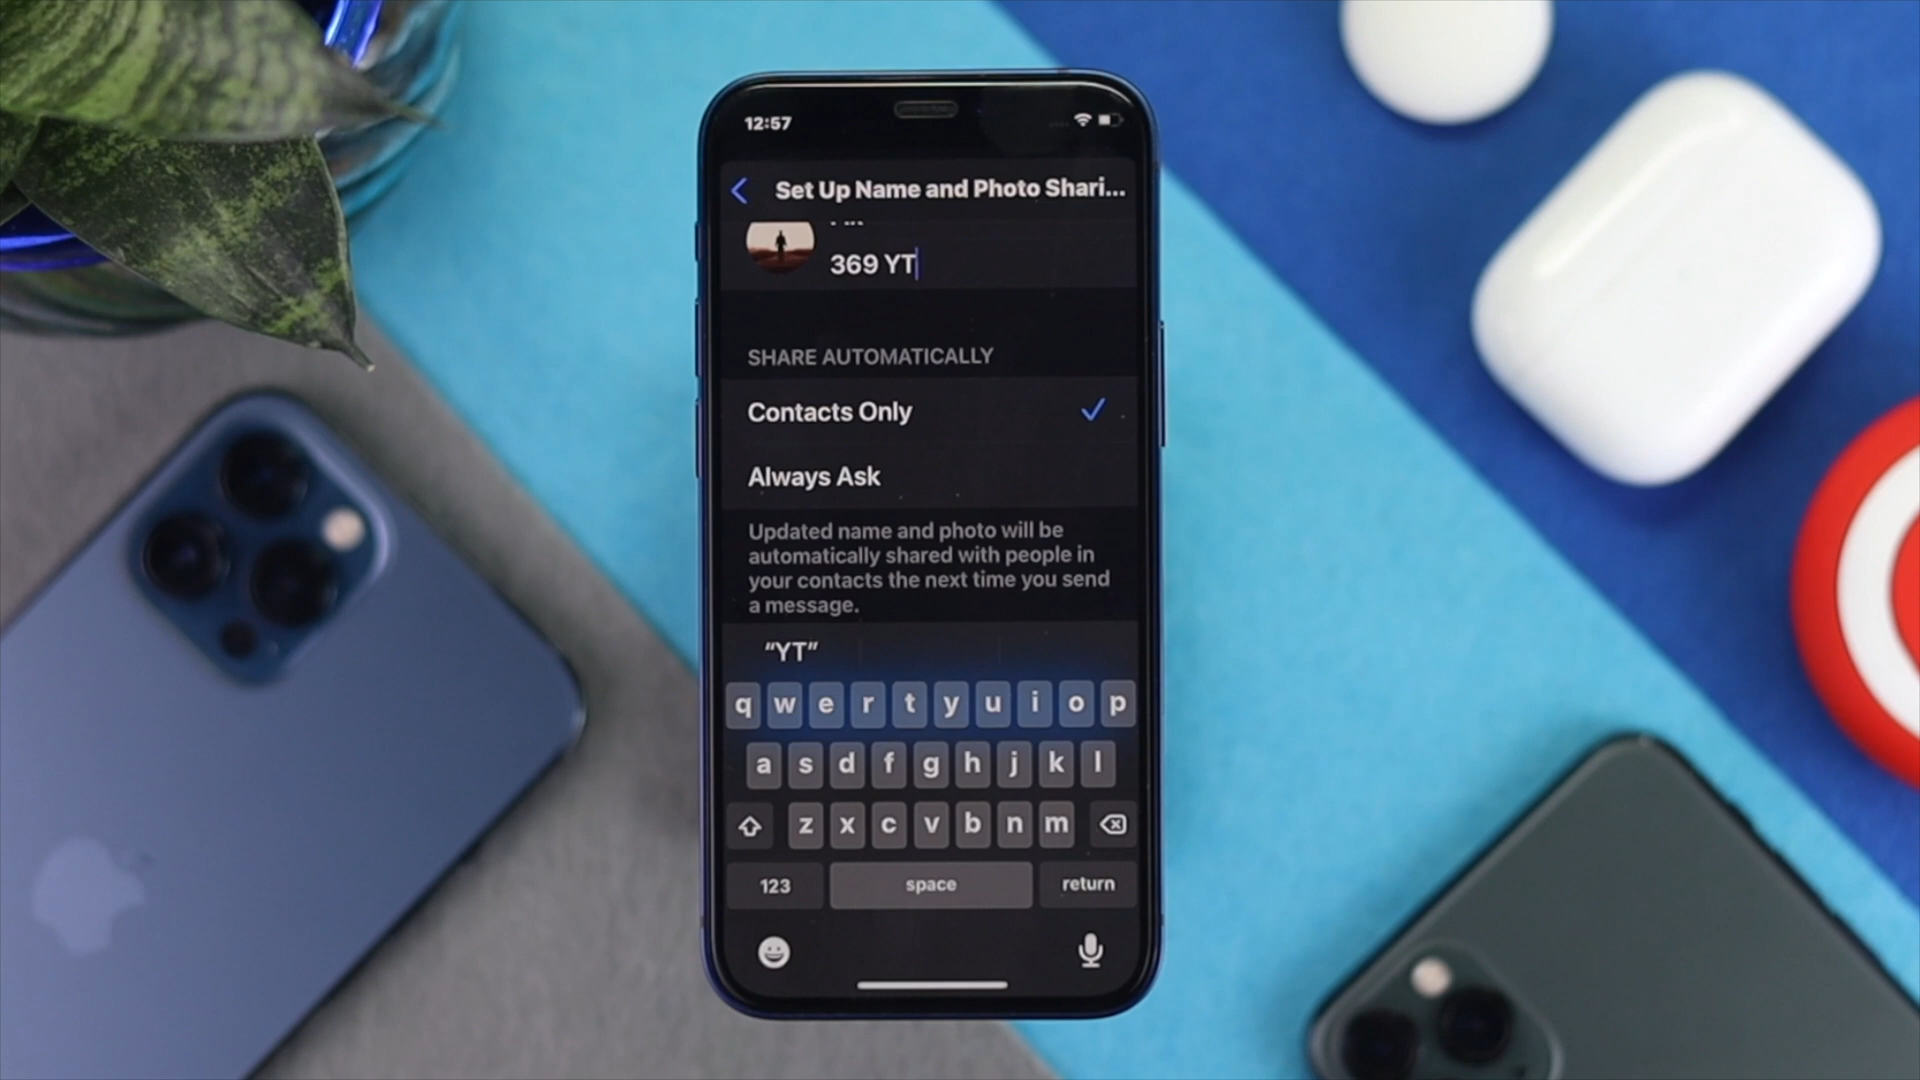 12:57
Set Up Name and Photo Shari...
369 YT
SHARE AUTOMATICALLY
Contacts Only
Always Ask
Updated name and photo will be
automatically shared with people in
your contacts the next time you send
a message.
“YT”
q w e r t y u i o p
a s d f g h j k l
z x c v b n m
123 space return